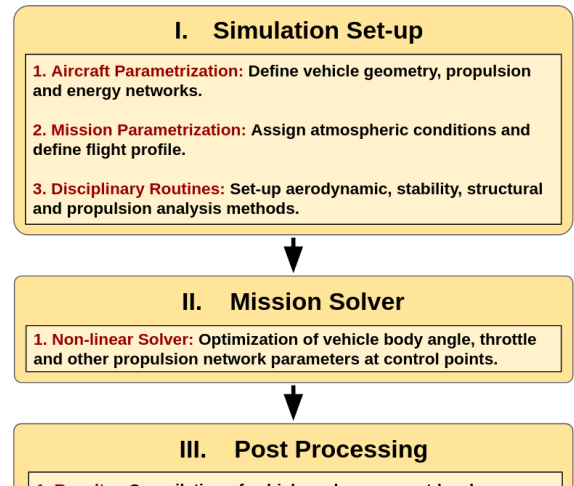 I. Simulation Set-up
1. Aircraft Parametrization: Define vehicle geometry, propulsion
and energy networks.
2. Mission Parametrization: Assign atmospheric conditions and
define flight profile.
3. Disciplinary Routines: Set-up aerodynamic, stability, structural
and propulsion analysis methods.
II. Mission Solver
1. Non-linear Solver: Optimization of vehicle body angle, throttle
and other propulsion network parameters at control points.
III. Post Processing